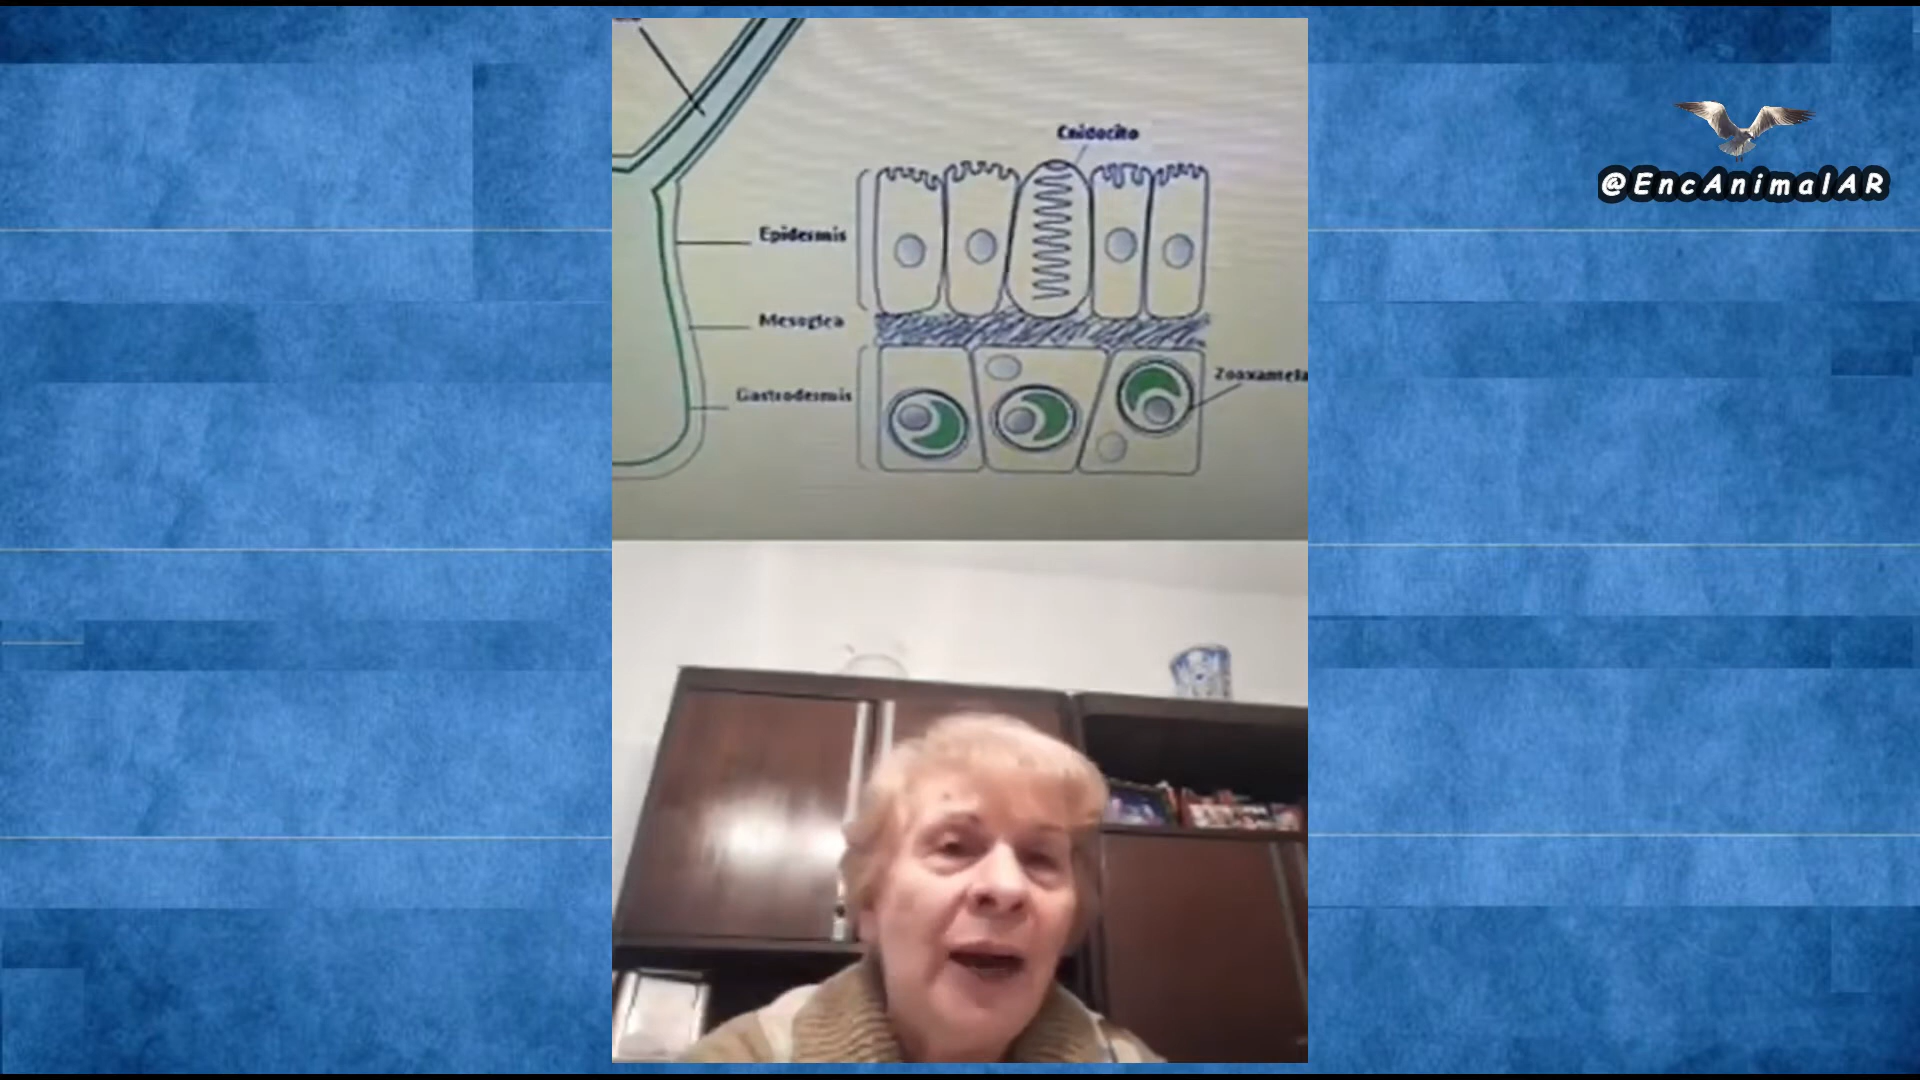 @EncAnimalAR
Cnidocito
Epidermis
Mesoglea
Zooxantela
Gastrodermis